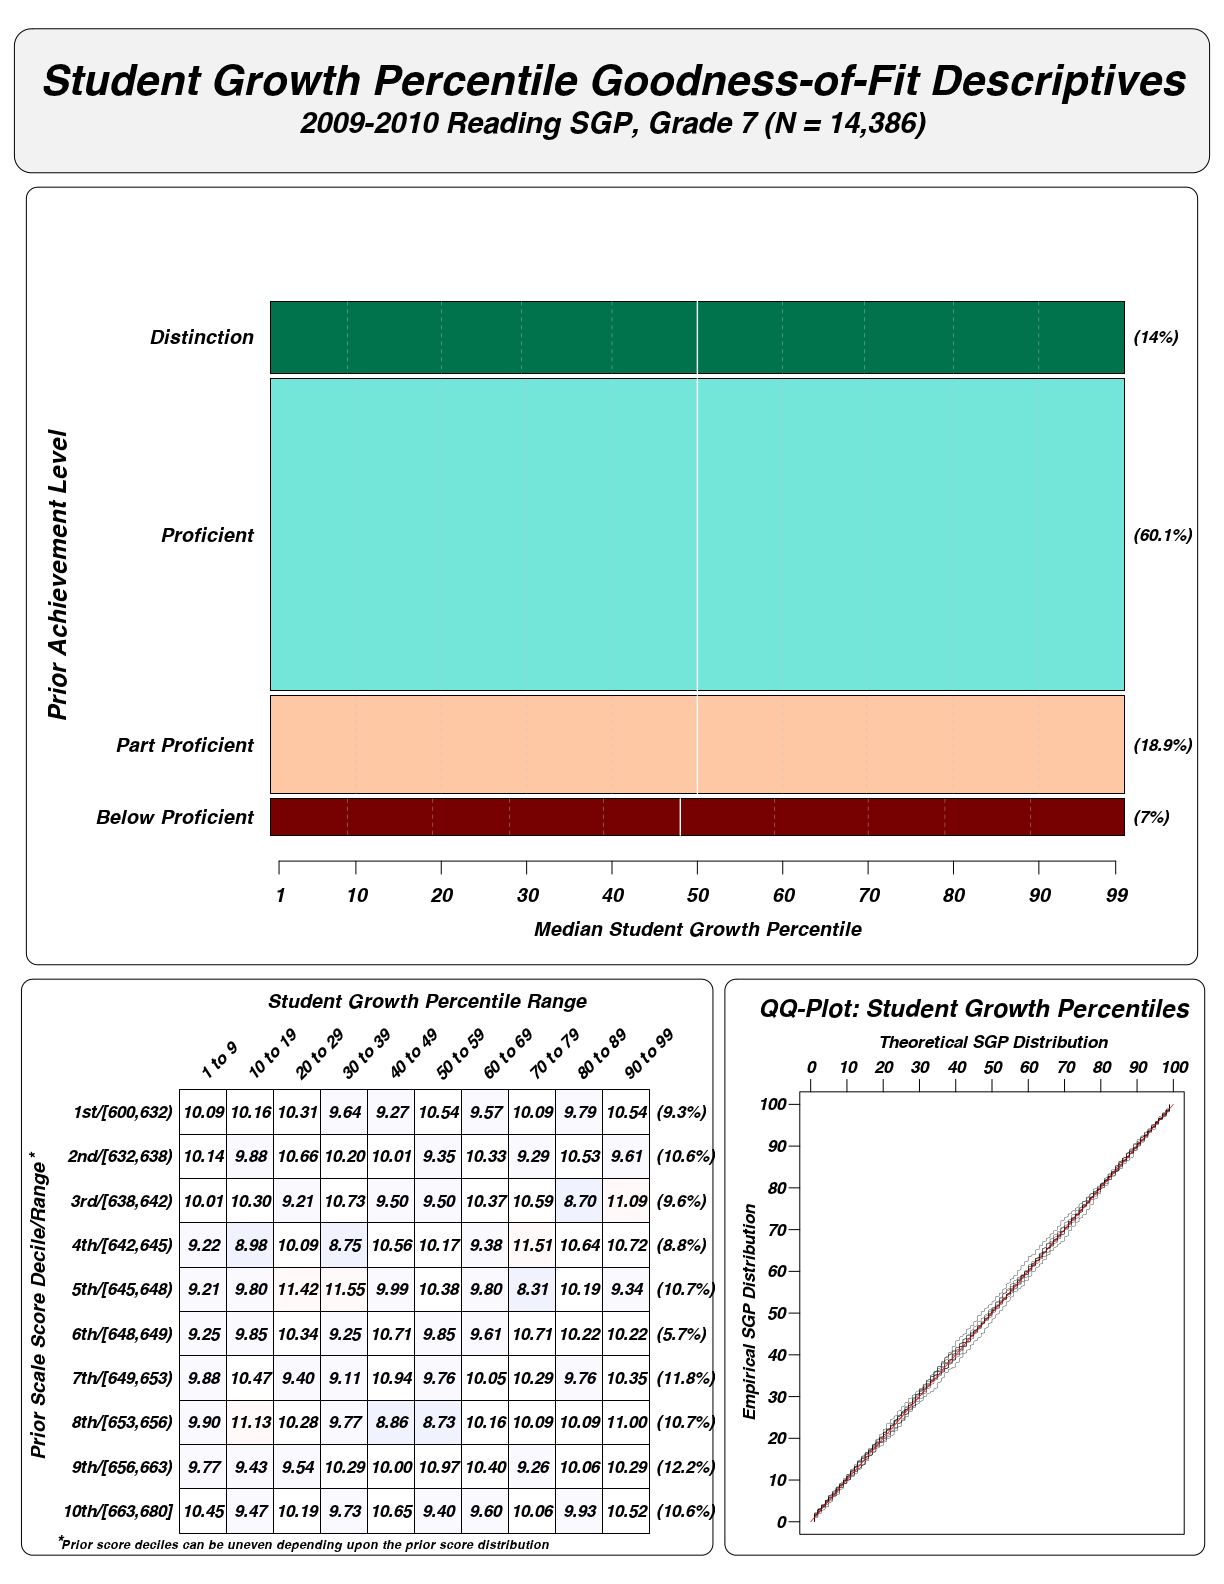 Student Growth Percentile Goodness-of-Fit Descriptives
2009-2010 Reading SGP, Grade 7 (N = 14,386)
Prior Achievement Level
Distinction (14%)
Proficient (60.1%)
Part Proficient (18.9%)
Below Proficient (7%)
1 10 20 30 40 50 60 70 80 90 99
Median Student Growth Percentile
Student Growth Percentile Range
1 to 9 10 to 19 20 to 29 30 to 39 40 to 49 50 to 59 60 to 69 70 to 79 80 to 89 90 to 99
Prior Scale Score Decile/Range*
1st/[600,632) 10.09 10.16 10.31 9.64 9.27 10.54 9.57 10.09 9.79 10.54 (9.3%)
2nd/[632,638) 10.14 9.88 10.66 10.20 10.01 9.35 10.33 9.29 10.53 9.61 (10.6%)
3rd/[638,642) 10.01 10.30 9.21 10.73 9.50 9.50 10.37 10.59 8.70 11.09 (9.6%)
4th/[642,645) 9.22 8.98 10.09 8.75 10.56 10.17 9.38 11.51 10.64 10.72 (8.8%)
5th/[645,648) 9.21 9.80 11.42 11.55 9.99 10.38 9.80 8.31 10.19 9.34 (10.7%)
6th/[648,649) 9.25 9.85 10.34 9.25 10.71 9.85 9.61 10.71 10.22 10.22 (5.7%)
7th/[649,653) 9.88 10.47 9.40 9.11 10.94 9.76 10.05 10.29 9.76 10.35 (11.8%)
8th/[653,656) 9.90 11.13 10.28 9.77 8.86 8.73 10.16 10.09 10.09 11.00 (10.7%)
9th/[656,663) 9.77 9.43 9.54 10.29 10.00 10.97 10.40 9.26 10.06 10.29 (12.2%)
10th/[663,680] 10.45 9.47 10.19 9.73 10.65 9.40 9.60 10.06 9.93 10.52 (10.6%)
*Prior score deciles can be uneven depending upon the prior score distribution
QQ-Plot: Student Growth Percentiles
Theoretical SGP Distribution
0 10 20 30 40 50 60 70 80 90 100
Empirical SGP Distribution
100
90
80
70
60
50
40
30
20
10
0